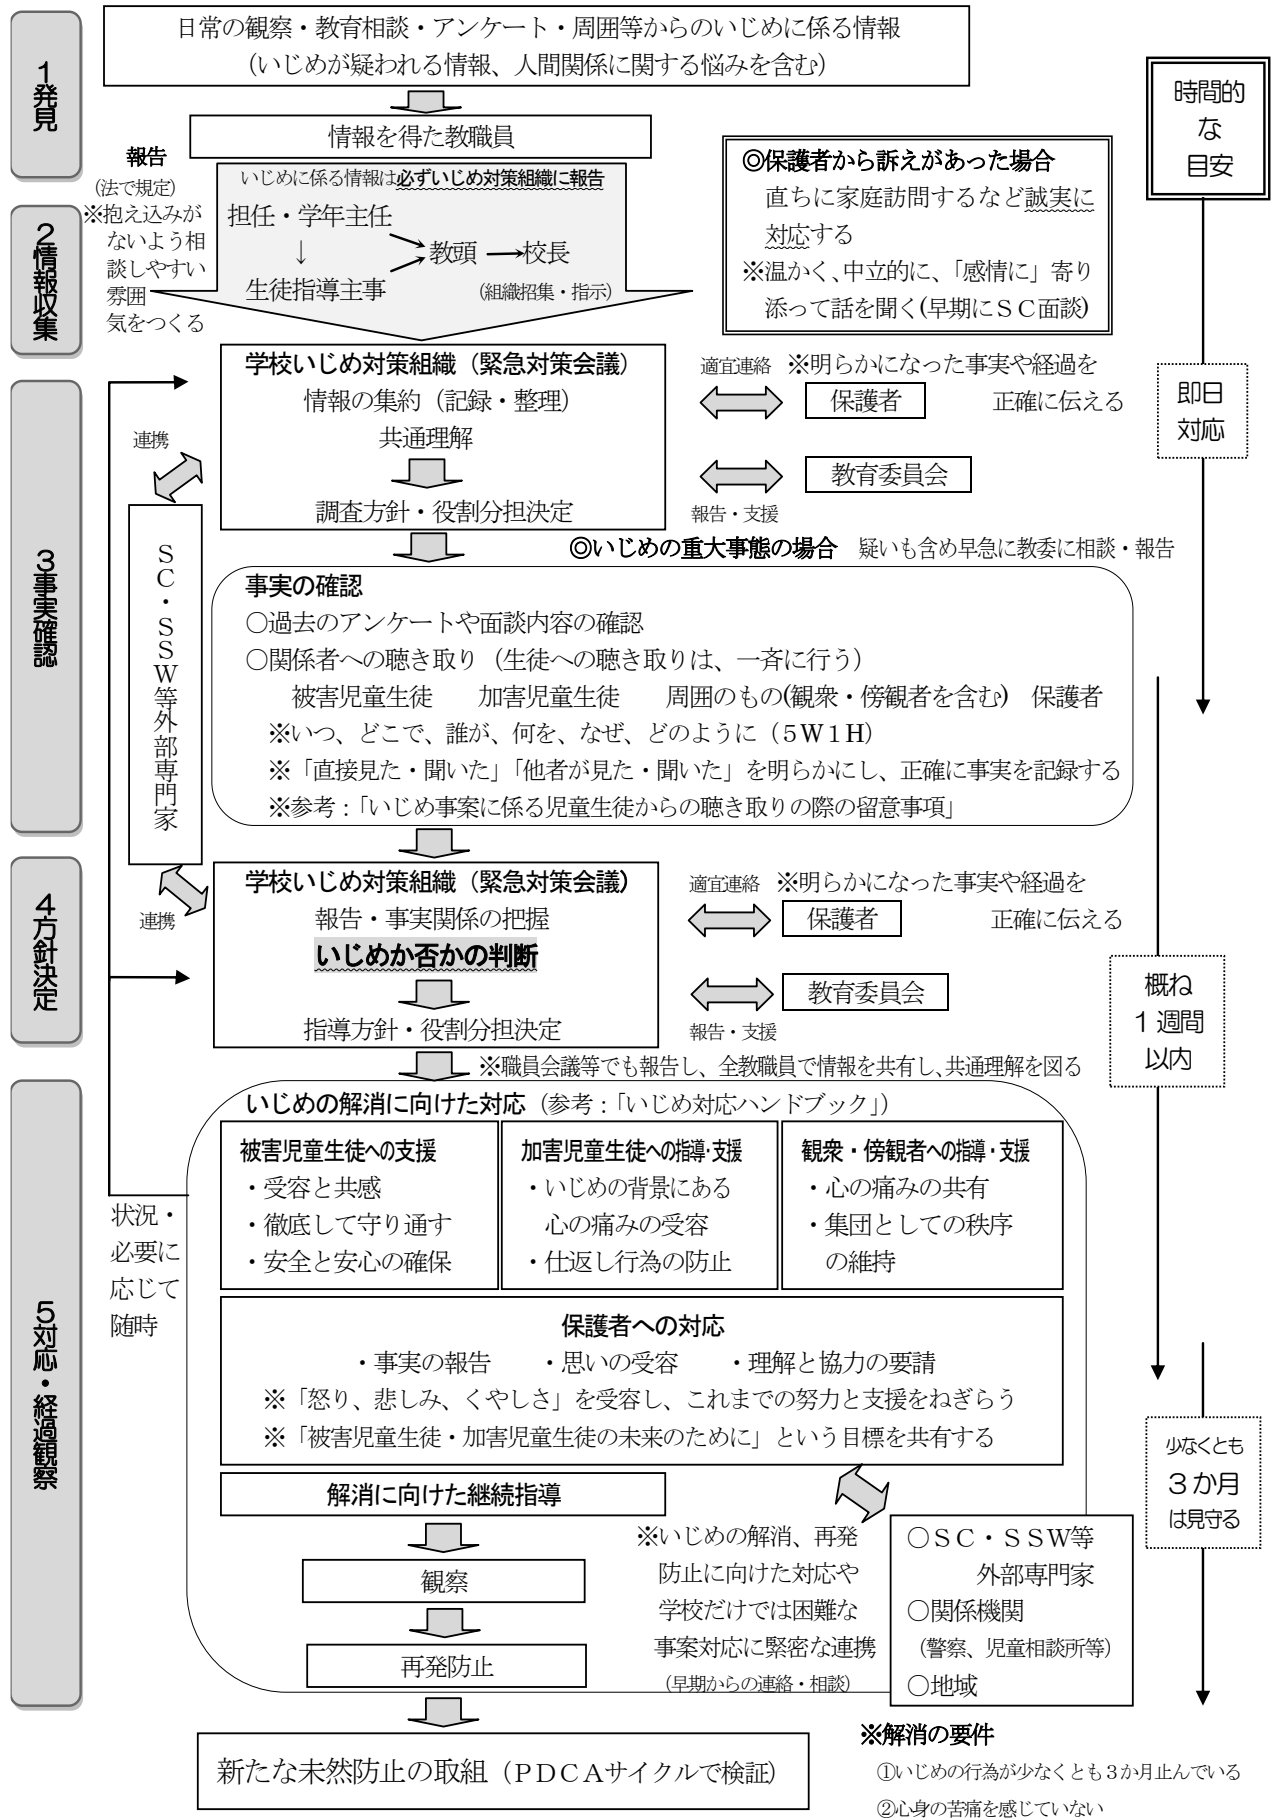 日常の観察・教育相談・アンケート・周囲等からのいじめに係る情報
(いじめが疑われる情報、人間関係に関する悩みを含む)
1発見
時間的
な
目安
情報を得た教職員
報告
(法で規定)
※抱え込みが
ないよう相
談しやすい
雰囲
気をつくる
いじめに係る情報は必ずいじめ対策組織に報告
担任・学年主任
↓
生徒指導主事
教頭
校長
(組織招集・指示)
◎保護者から訴えがあった場合
直ちに家庭訪問するなど誠実に
対応する
※温かく、中立的に、「感情に」寄り
添って話を聞く(早期にＳＣ面談)
2情報収集
学校いじめ対策組織(緊急対策会議)
情報の集約(記録・整理)
共通理解
調査方針・役割分担決定
適宜連絡 ※明らかになった事実や経過を
保護者 正確に伝える
教育委員会
報告・支援
即日
対応
連携
ＳＣ・ＳＳＷ等外部専門家
3事実確認
◎いじめの重大事態の場合 疑いも含め早急に教委に相談・報告
事実の確認
○過去のアンケートや面談内容の確認
○関係者への聴き取り(生徒への聴き取りは、一斉に行う)
被害児童生徒 加害児童生徒 周囲のもの(観衆・傍観者を含む) 保護者
※いつ、どこで、誰が、何を、なぜ、どのように(５Ｗ１Ｈ)
※「直接見た・聞いた」「他者が見た・聞いた」を明らかにし、正確に事実を記録する
※参考：「いじめ事案に係る児童生徒からの聴き取りの際の留意事項」
4方針決定
連携
学校いじめ対策組織(緊急対策会議)
報告・事実関係の把握
いじめか否かの判断
指導方針・役割分担決定
適宜連絡 ※明らかになった事実や経過を
保護者 正確に伝える
教育委員会
報告・支援
概ね
１週間
以内
※職員会議等でも報告し、全教職員で情報を共有し、共通理解を図る
5対応・経過観察
状況・
必要に
応じて
随時
いじめの解消に向けた対応(参考：「いじめ対応ハンドブック」)
被害児童生徒への支援
・受容と共感
・徹底して守り通す
・安全と安心の確保
加害児童生徒への指導・支援
・いじめの背景にある
心の痛みの受容
・仕返し行為の防止
観衆・傍観者への指導・支援
・心の痛みの共有
・集団としての秩序
の維持
保護者への対応
・事実の報告 ・思いの受容 ・理解と協力の要請
※「怒り、悲しみ、くやしさ」を受容し、これまでの努力と支援をねぎらう
※「被害児童生徒・加害児童生徒の未来のために」という目標を共有する
解消に向けた継続指導
観察
再発防止
※いじめの解消、再発
防止に向けた対応や
学校だけでは困難な
事案対応に緊密な連携
(早期からの連絡・相談)
○ＳＣ・ＳＳＷ等
外部専門家
○関係機関
(警察、児童相談所等)
○地域
少なくとも
３か月
は見守る
新たな未然防止の取組(ＰＤＣＡサイクルで検証)
※解消の要件
①いじめの行為が少なくとも３か月止んでいる
②心身の苦痛を感じていない